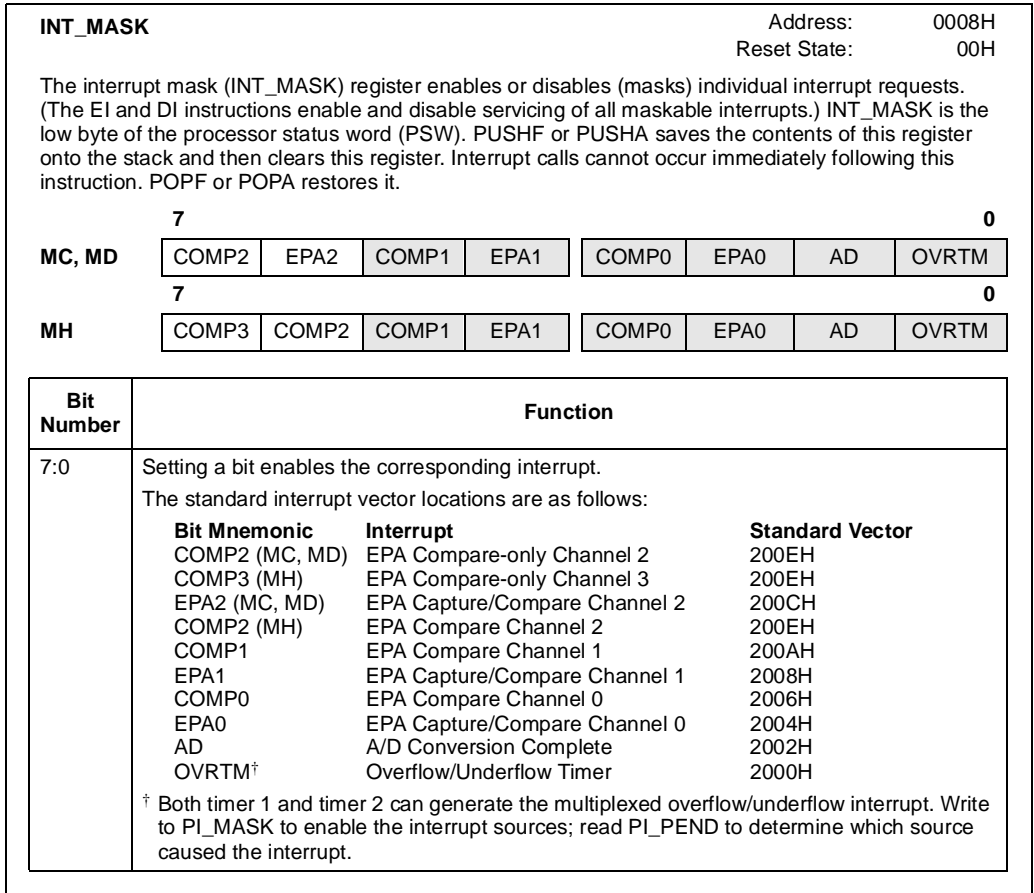 INT_MASK Address: 0008H
Reset State: 00H
The interrupt mask (INT_MASK) register enables or disables (masks) individual interrupt requests.
(The EI and DI instructions enable and disable servicing of all maskable interrupts.) INT_MASK is the
low byte of the processor status word (PSW). PUSHF or PUSHA saves the contents of this register
onto the stack and then clears this register. Interrupt calls cannot occur immediately following this
instruction. POPF or POPA restores it.
7 0
MC, MD COMP2 EPA2 COMP1 EPA1 COMP0 EPA0 AD OVRTM
7 0
MH COMP3 COMP2 COMP1 EPA1 COMP0 EPA0 AD OVRTM
Bit
Number Function
7:0 Setting a bit enables the corresponding interrupt.
The standard interrupt vector locations are as follows:
Bit Mnemonic Interrupt Standard Vector
COMP2 (MC, MD) EPA Compare-only Channel 2 200EH
COMP3 (MH) EPA Compare-only Channel 3 200EH
EPA2 (MC, MD) EPA Capture/Compare Channel 2 200CH
COMP2 (MH) EPA Compare Channel 2 200EH
COMP1 EPA Compare Channel 1 200AH
EPA1 EPA Capture/Compare Channel 1 2008H
COMP0 EPA Compare Channel 0 2006H
EPA0 EPA Capture/Compare Channel 0 2004H
AD A/D Conversion Complete 2002H
OVRTM† Overflow/Underflow Timer 2000H
† Both timer 1 and timer 2 can generate the multiplexed overflow/underflow interrupt. Write
to PI_MASK to enable the interrupt sources; read PI_PEND to determine which source
caused the interrupt.